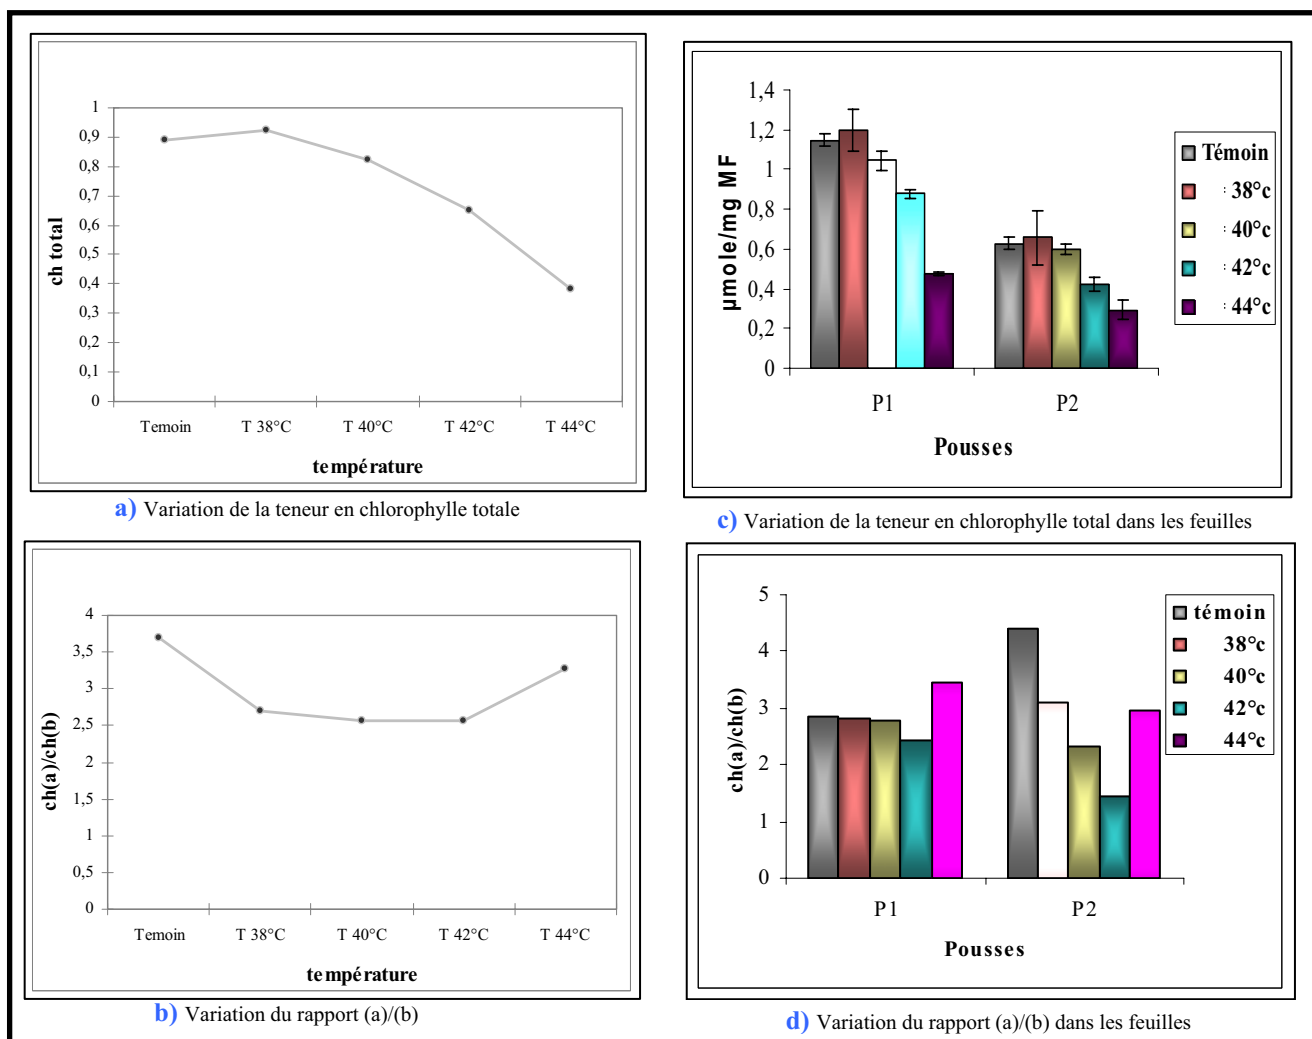 1
0,9
0,8
0,7
0,6
0,5
0,4
0,3
0,2
0,1
0
ch total
Temoin T 38°C T 40°C T 42°C T 44°C
température
a) Variation de la teneur en chlorophylle totale
1,4
1,2
1
0,8
0,6
0,4
0,2
0
µmole/mg MF
P1 P2
Pousses
Témoin
: 38°c
: 40°c
: 42°c
: 44°c
c) Variation de la teneur en chlorophylle total dans les feuilles
4
3,5
3
2,5
2
1,5
1
0,5
0
ch(a)/ch(b)
Temoin T 38°C T 40°C T 42°C T 44°C
température
b) Variation du rapport (a)/(b)
5
4
3
2
1
0
ch(a)/ch(b)
P1 P2
Pousses
témoin
38°c
40°c
42°c
44°c
d) Variation du rapport (a)/(b) dans les feuilles